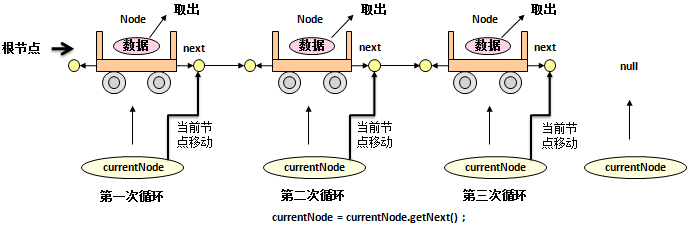 Node 取出 Node 取出 Node 取出
根节点 数据 next 数据 next 数据 next null
当前节 当前节 当前节
点移动 点移动 点移动
currentNode currentNode currentNode currentNode
第一次循环 第二次循环 第三次循环
currentNode = currentNode.getNext() ;